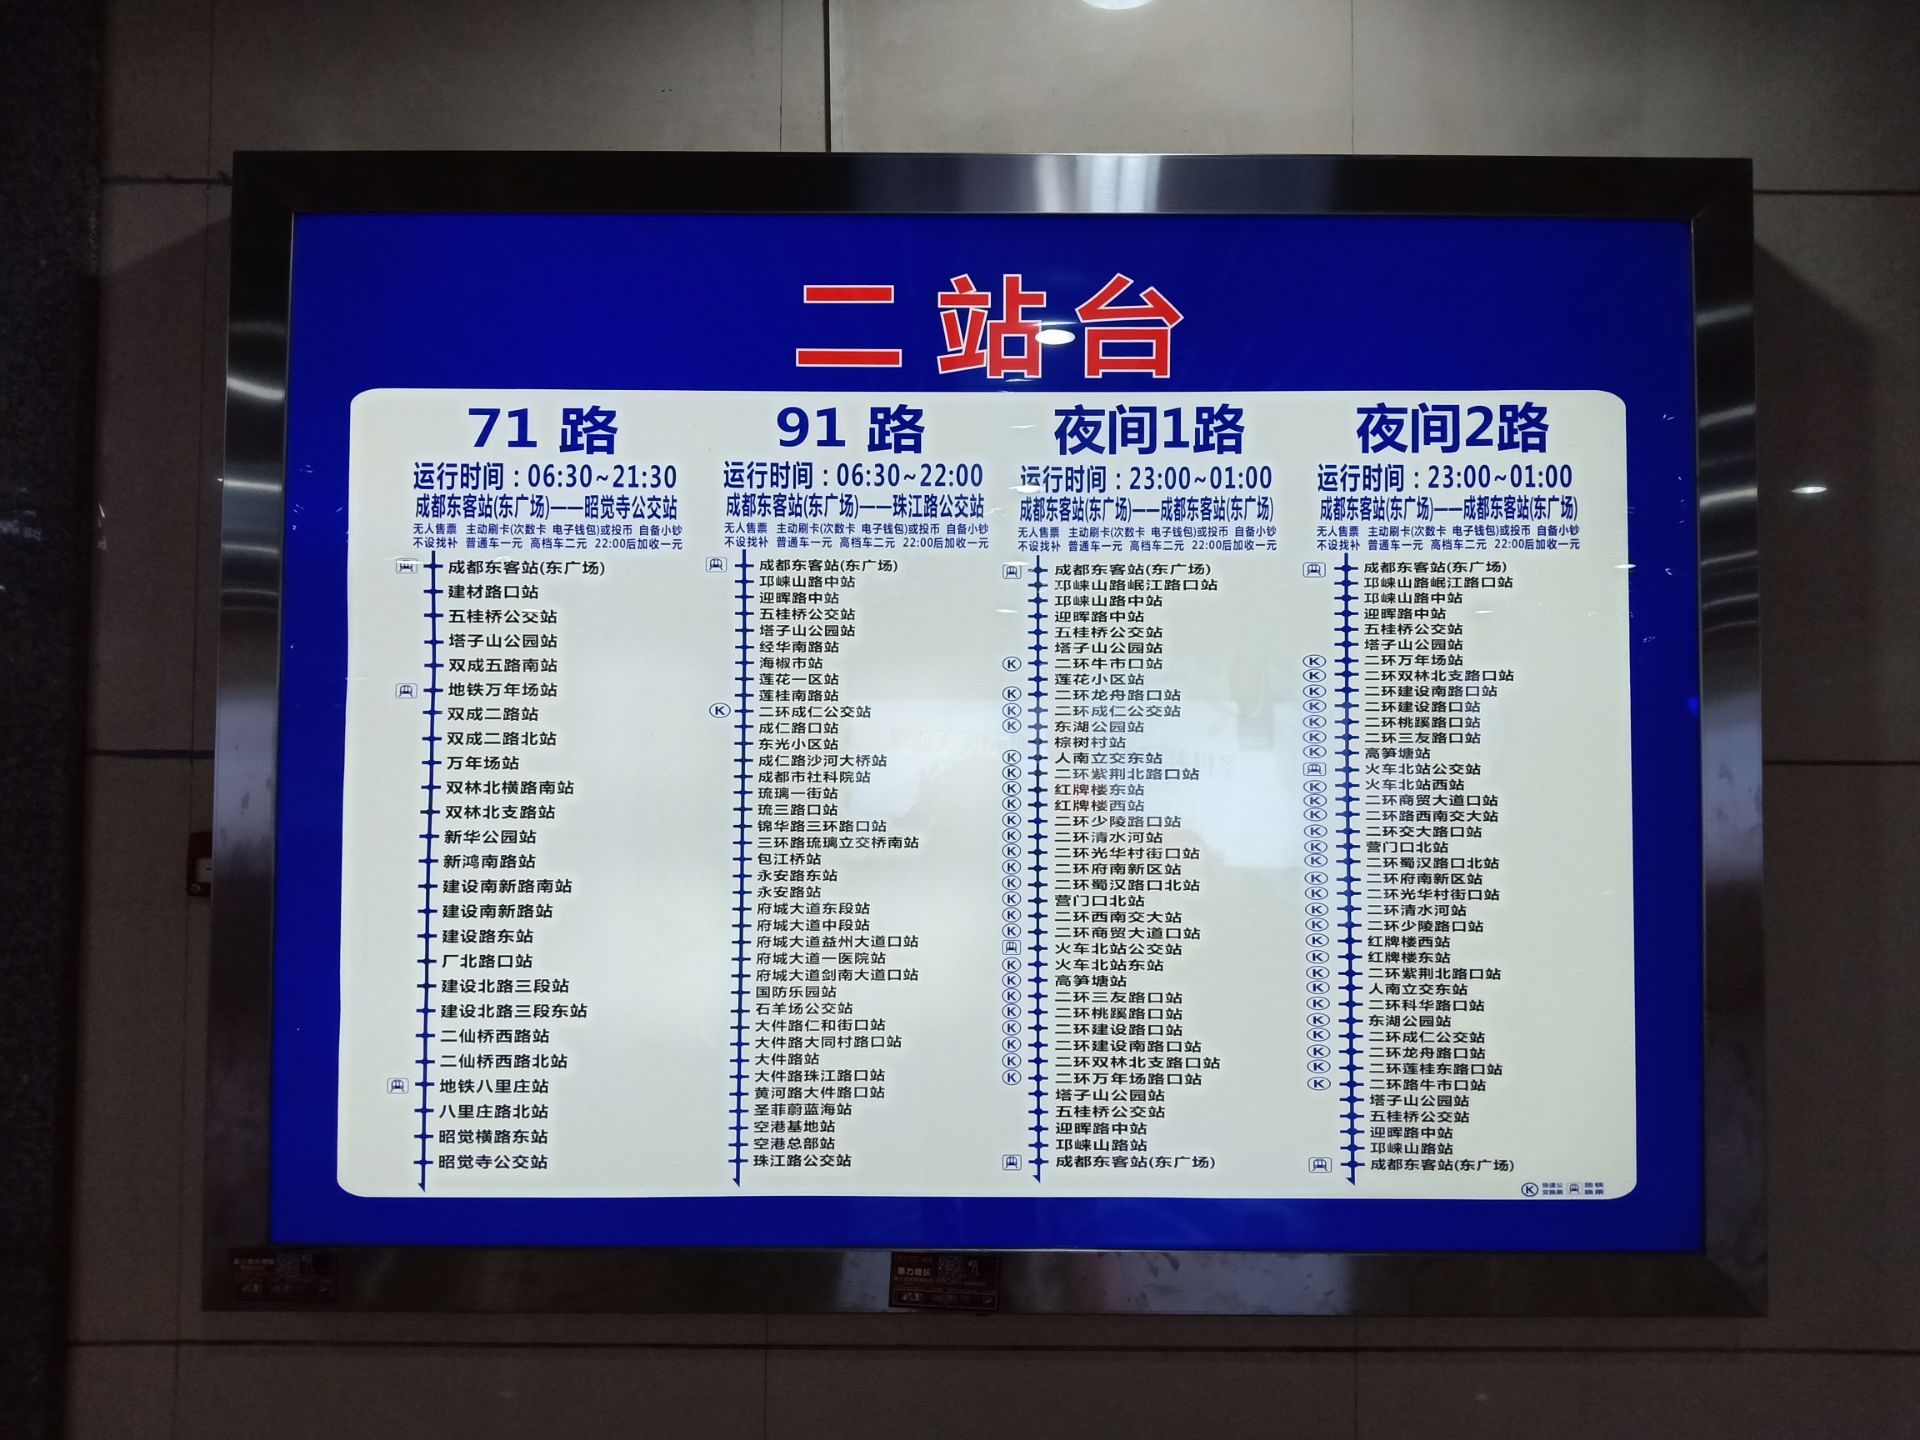 二站台
71 路
运行时间：06:30~21:30
成都东客站(东广场)——昭觉寺公交站
无人售票 主动刷卡(次数卡 电子钱包)或投币 自备小钞
不设找补 普通车一元 高档车二元 22:00后加收一元
成都东客站(东广场)
建材路口站
五桂桥公交站
塔子山公园站
双成五路南站
地铁万年场站
双成二路站
双成二路北站
万年场站
双林北横路南站
双林北支路站
新华公园站
新鸿南路站
建设南新路南站
建设南新路站
建设路东站
厂北路口站
建设北路三段站
建设北路三段东站
二仙桥西路站
二仙桥西路北站
地铁八里庄站
八里庄路北站
昭觉横路东站
昭觉寺公交站
91 路
运行时间：06:30~22:00
成都东客站(东广场)——珠江路公交站
无人售票 主动刷卡(次数卡 电子钱包)或投币 自备小钞
不设找补 普通车一元 高档车二元 22:00后加收一元
成都东客站(东广场)
邛崃山路中站
迎晖路中站
五桂桥公交站
塔子山公园站
经华南路站
海椒市站
莲花一区站
莲桂南路站
K 二环成仁公交站
成仁路口站
东光小区站
成仁路沙河大桥站
成都市社科院站
琉璃一街站
琉三路口站
锦华路三环路口站
三环路琉璃立交桥南站
包江桥站
永安路东站
永安路站
府城大道东段站
府城大道中段站
府城大道益州大道口站
府城大道一医院站
府城大道剑南大道口站
国防乐园站
石羊场公交站
大件路仁和街口站
大件路大同村路口站
大件路站
大件路珠江路口站
黄河路大件路口站
圣菲蔚蓝海站
空港基地站
空港总部站
珠江路公交站
夜间1路
运行时间：23:00~01:00
成都东客站(东广场)——成都东客站(东广场)
无人售票 主动刷卡(次数卡 电子钱包)或投币 自备小钞
不设找补 普通车一元 高档车二元 22:00后加收一元
成都东客站(东广场)
邛崃山路岷江路口站
邛崃山路中站
迎晖路中站
五桂桥公交站
塔子山公园站
K 二环牛市口站
莲花小区站
K 二环龙舟路口站
K 二环成仁公交站
K 东湖公园站
棕树村站
K 人南立交东站
K 二环紫荆北路口站
K 红牌楼东站
K 红牌楼西站
K 二环少陵路口站
K 二环清水河站
K 二环光华村街口站
K 二环府南新区站
K 二环蜀汉路口北站
K 营门口北站
K 二环西南交大站
K 二环商贸大道口站
火车北站公交站
K 火车北站东站
K 高笋塘站
K 二环三友路口站
K 二环桃蹊路口站
K 二环建设路口站
K 二环建设南路口站
K 二环双林北支路口站
K 二环万年场路口站
塔子山公园站
五桂桥公交站
迎晖路中站
邛崃山路站
成都东客站(东广场)
夜间2路
运行时间：23:00~01:00
成都东客站(东广场)——成都东客站(东广场)
无人售票 主动刷卡(次数卡 电子钱包)或投币 自备小钞
不设找补 普通车一元 高档车二元 22:00后加收一元
成都东客站(东广场)
邛崃山路岷江路口站
邛崃山路中站
迎晖路中站
五桂桥公交站
塔子山公园站
K 二环万年场站
K 二环双林北支路口站
K 二环建设南路口站
K 二环建设路口站
K 二环桃蹊路口站
K 二环三友路口站
K 高笋塘站
火车北站公交站
K 火车北站西站
K 二环商贸大道口站
K 二环路西南交大站
K 二环交大路口站
K 营门口北站
K 二环蜀汉路口北站
K 二环府南新区站
K 二环光华村街口站
K 二环清水河站
K 二环少陵路口站
K 红牌楼西站
K 红牌楼东站
K 二环紫荆北路口站
K 人南立交东站
K 二环科华路口站
K 东湖公园站
K 二环成仁公交站
K 二环龙舟路口站
K 二环莲桂东路口站
K 二环路牛市口站
塔子山公园站
五桂桥公交站
迎晖路中站
邛崃山路站
成都东客站(东广场)
K 快速公交换乘 地铁换乘
暴力增长